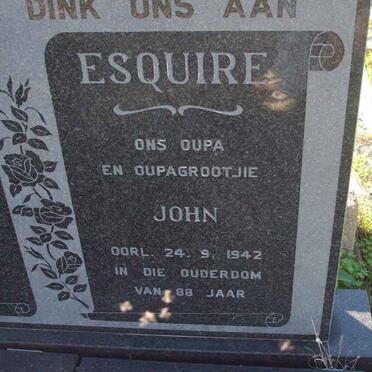 DINK ONS AAN
ESQUIRE
ONS OUPA
EN OUPAGROOTJIE
JOHN
OORL. 24. 9. 1942
IN DIE OUDERDOM
VAN 88 JAAR